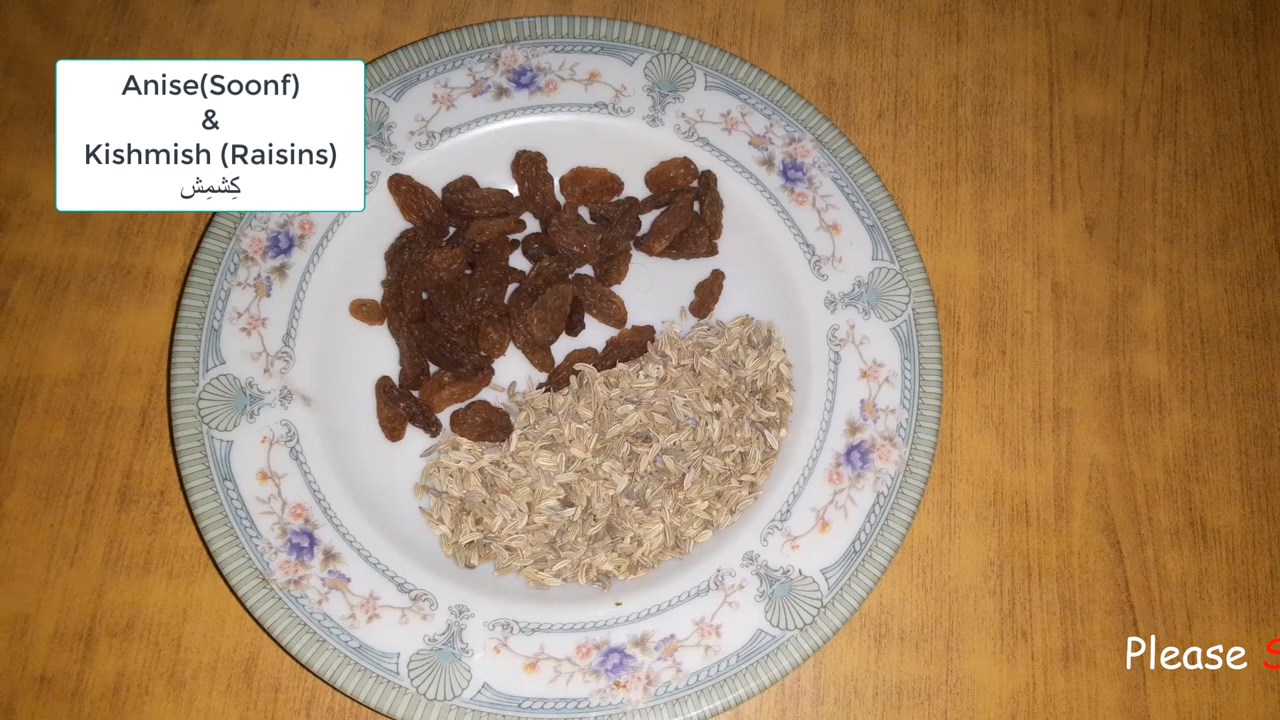 Anise(Soonf)
&
Kishmish (Raisins)
کِشمِش
Please S